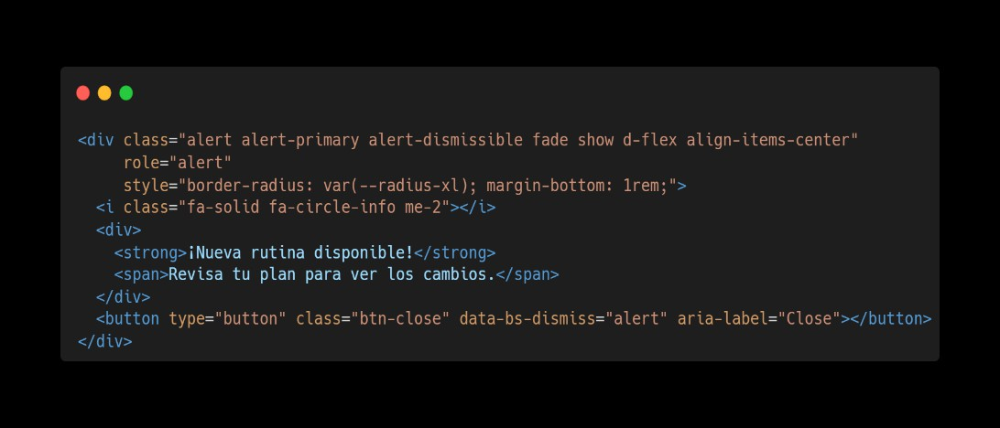 <div class="alert alert-primary alert-dismissible fade show d-flex align-items-center"
     role="alert"
     style="border-radius: var(--radius-xl); margin-bottom: 1rem;">
  <i class="fa-solid fa-circle-info me-2"></i>
  <div>
    <strong>¡Nueva rutina disponible!</strong>
    <span>Revisa tu plan para ver los cambios.</span>
  </div>
  <button type="button" class="btn-close" data-bs-dismiss="alert" aria-label="Close"></button>
</div>